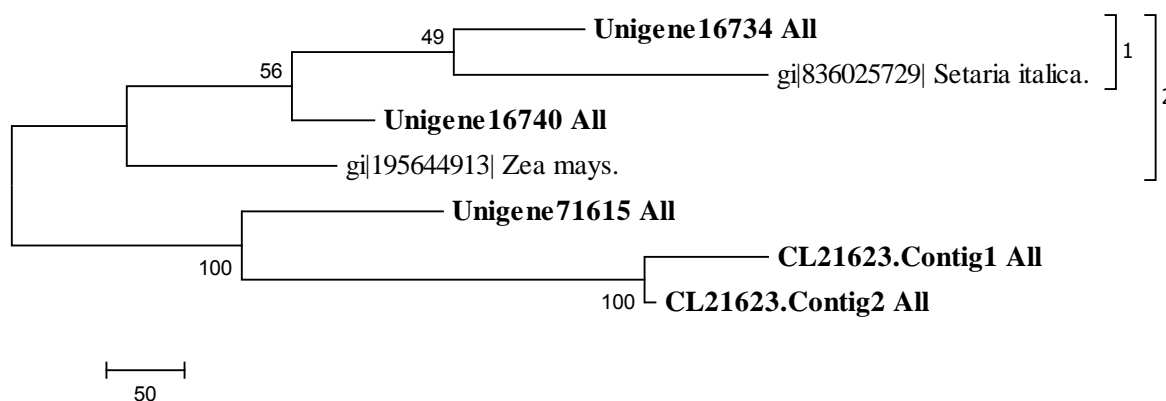 Unigene16734 All
49
gi|836025729| Setaria italica.
1
56
2
Unigene16740 All
gi|195644913| Zea mays.
Unigene71615 All
100
CL21623.Contig1 All
100
CL21623.Contig2 All
50